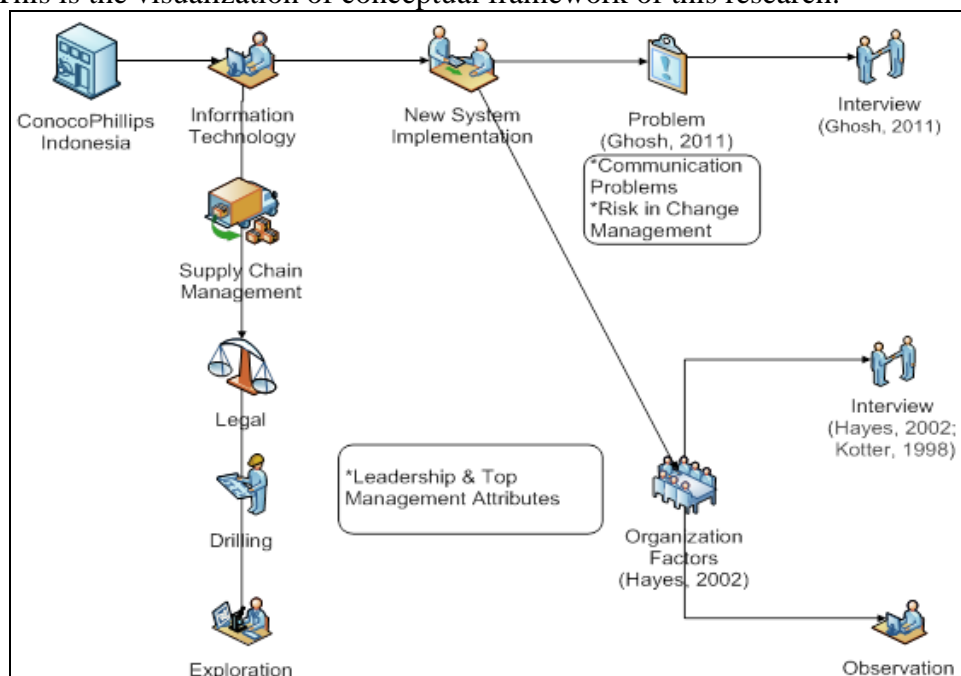 This is the visualization of conceptual framework of this research:
ConocoPhillips
Indonesia
Information
Technology
New System
Implementation
Problem
(Ghosh, 2011)
*Communication
Problems
*Risk in Change
Management
Interview
(Ghosh, 2011)
Supply Chain
Management
Legal
Drilling
Exploration
*Leadership & Top
Management Attributes
Organization
Factors
(Hayes, 2002)
Interview
(Hayes, 2002;
Kotter, 1998)
Observation